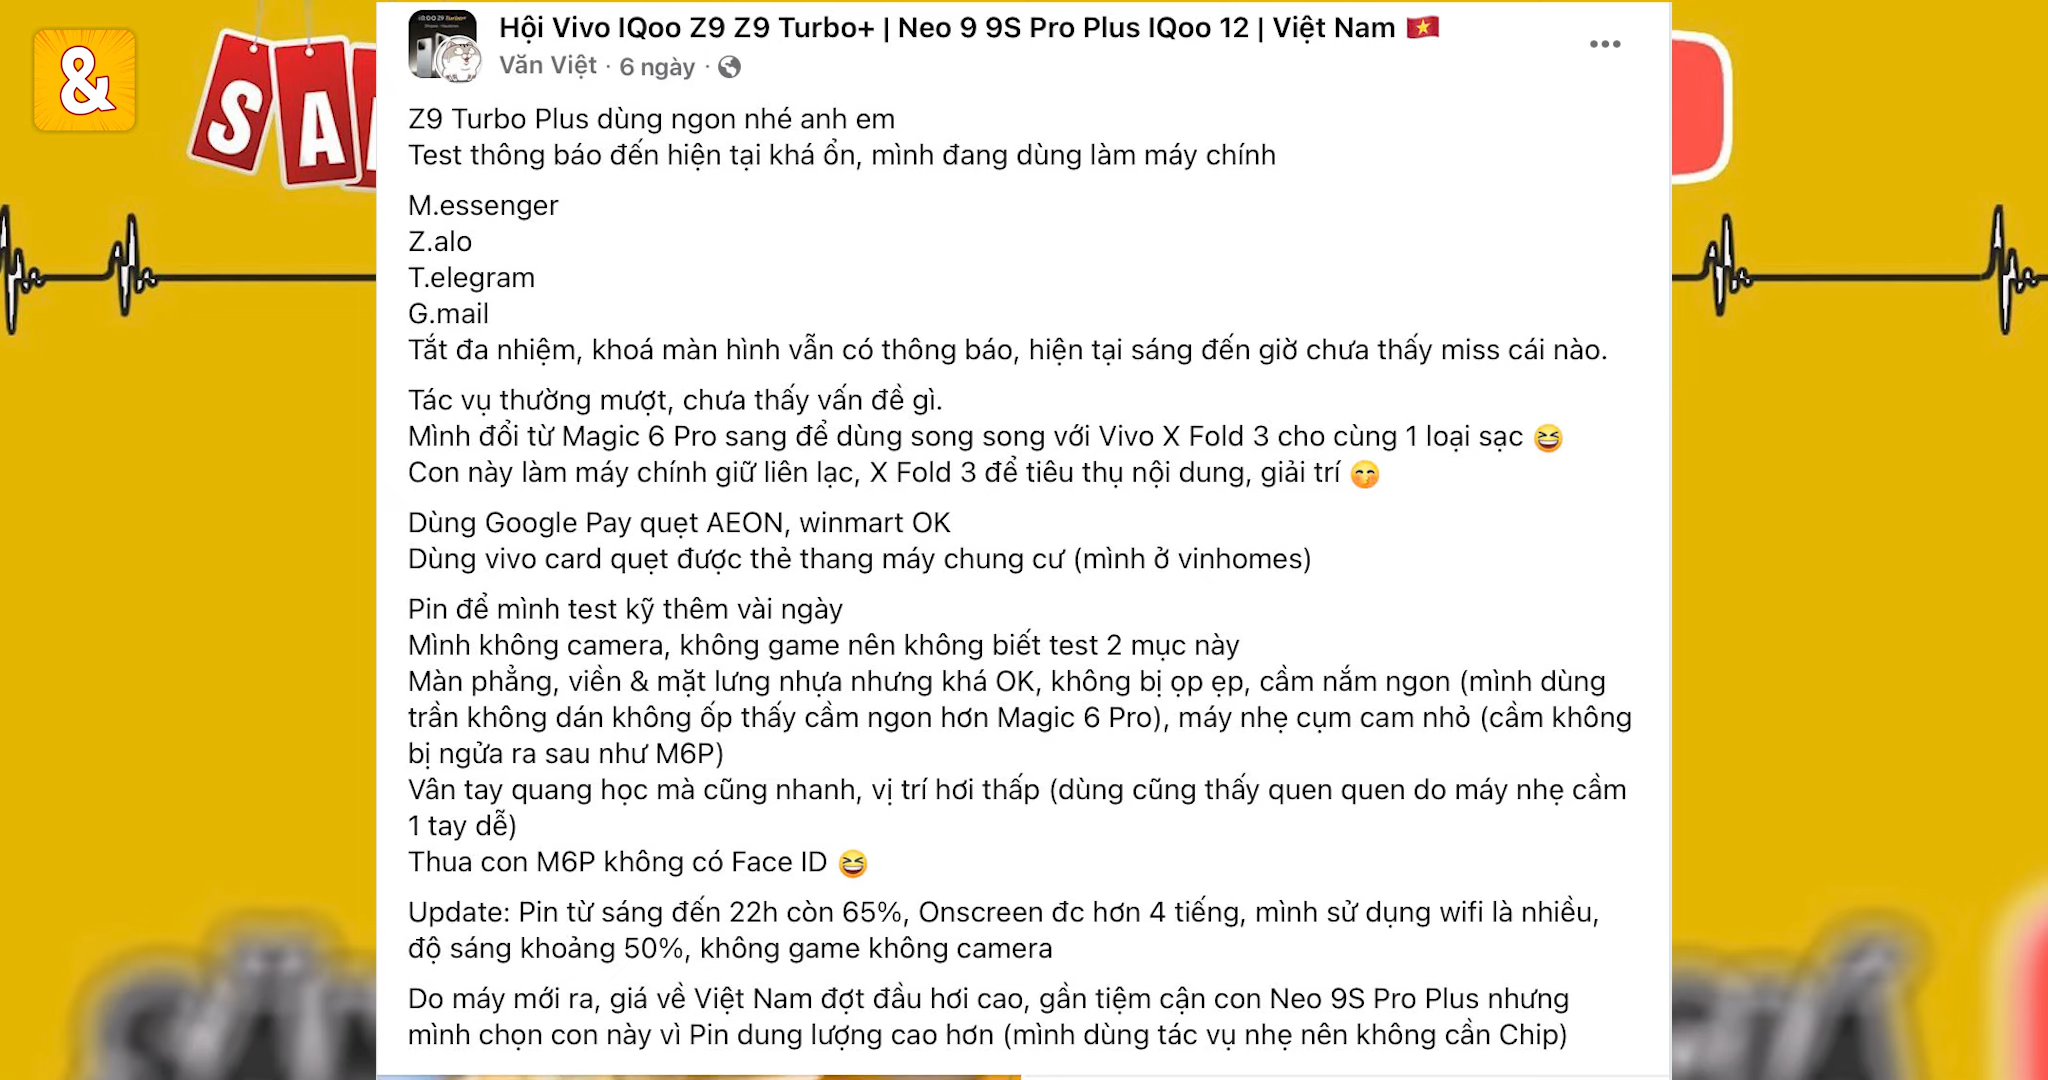 &
SA
Hội Vivo IQoo Z9 Z9 Turbo+ | Neo 9 9S Pro Plus IQoo 12 | Việt Nam 🇻🇳
Văn Việt · 6 ngày ·
Z9 Turbo Plus dùng ngon nhé anh em
Test thông báo đến hiện tại khá ổn, mình đang dùng làm máy chính
M.essenger
Z.alo
T.elegram
G.mail
Tắt đa nhiệm, khoá màn hình vẫn có thông báo, hiện tại sáng đến giờ chưa thấy miss cái nào.
Tác vụ thường mượt, chưa thấy vấn đề gì.
Mình đổi từ Magic 6 Pro sang để dùng song song với Vivo X Fold 3 cho cùng 1 loại sạc 😆
Con này làm máy chính giữ liên lạc, X Fold 3 để tiêu thụ nội dung, giải trí 🤭
Dùng Google Pay quẹt AEON, winmart OK
Dùng vivo card quẹt được thẻ thang máy chung cư (mình ở vinhomes)
Pin để mình test kỹ thêm vài ngày
Mình không camera, không game nên không biết test 2 mục này
Màn phẳng, viền & mặt lưng nhựa nhưng khá OK, không bị ọp ẹp, cầm nắm ngon (mình dùng
trần không dán không ốp thấy cầm ngon hơn Magic 6 Pro), máy nhẹ cụm cam nhỏ (cầm không
bị ngửa ra sau như M6P)
Vân tay quang học mà cũng nhanh, vị trí hơi thấp (dùng cũng thấy quen quen do máy nhẹ cầm
1 tay dễ)
Thua con M6P không có Face ID 😆
Update: Pin từ sáng đến 22h còn 65%, Onscreen đc hơn 4 tiếng, mình sử dụng wifi là nhiều,
độ sáng khoảng 50%, không game không camera
Do máy mới ra, giá về Việt Nam đợt đầu hơi cao, gần tiệm cận con Neo 9S Pro Plus nhưng
mình chọn con này vì Pin dung lượng cao hơn (mình dùng tác vụ nhẹ nên không cần Chip)